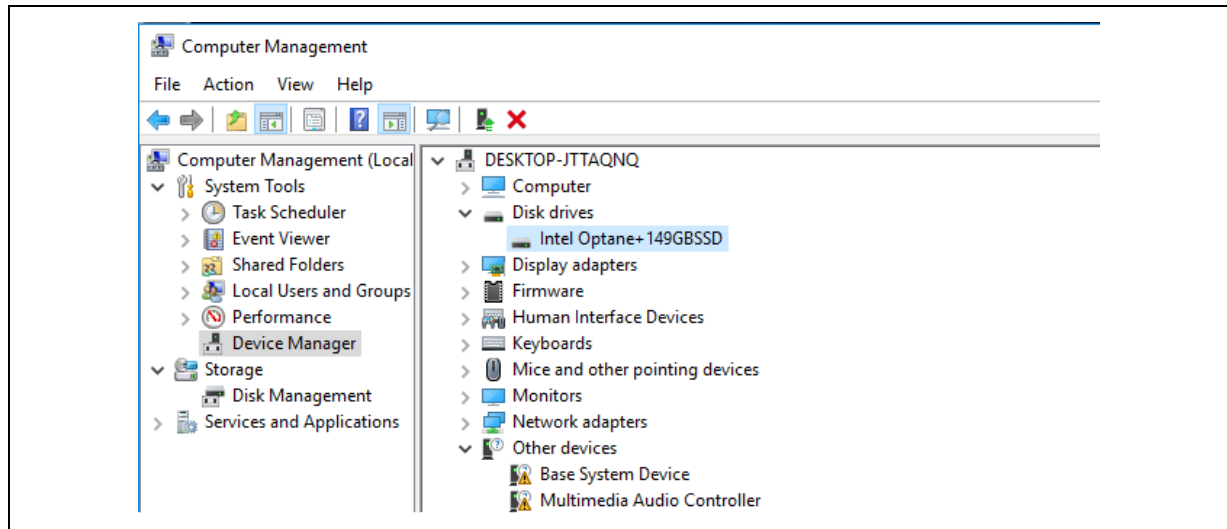 Computer Management
File Action View Help
Computer Management (Local
System Tools
Task Scheduler
Event Viewer
Shared Folders
Local Users and Groups
Performance
Device Manager
Storage
Disk Management
Services and Applications
DESKTOP-JTTAQNQ
Computer
Disk drives
Intel Optane+149GBSSD
Display adapters
Firmware
Human Interface Devices
Keyboards
Mice and other pointing devices
Monitors
Network adapters
Other devices
Base System Device
Multimedia Audio Controller